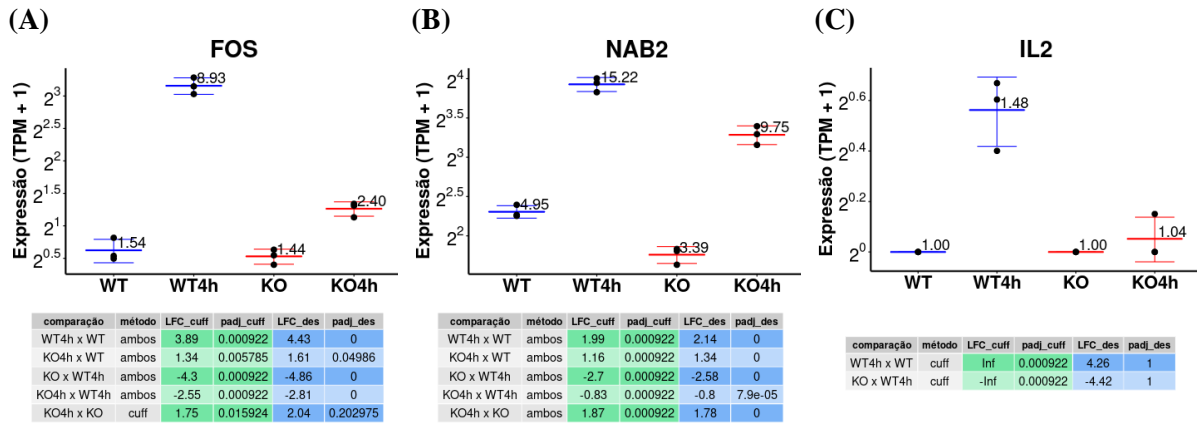 (A)
FOS
Expressão (TPM + 1)
2^3
2^2.5
2^2
2^1.5
2^1
2^0.5
8.93
1.54
1.44
2.40
WT WT4h KO KO4h
comparação método LFC_cuff padj_cuff LFC_des padj_des
WT4h x WT ambos 3.89 0.000922 4.43 0
KO4h x WT ambos 1.34 0.005785 1.61 0.04986
KO x WT4h ambos -4.3 0.000922 -4.86 0
KO4h x WT4h ambos -2.55 0.000922 -2.81 0
KO4h x KO cuff 1.75 0.015924 2.04 0.202975
(B)
NAB2
Expressão (TPM + 1)
2^4
2^3.5
2^3
2^2.5
2^2
15.22
4.95
3.39
9.75
WT WT4h KO KO4h
comparação método LFC_cuff padj_cuff LFC_des padj_des
WT4h x WT ambos 1.99 0.000922 2.14 0
KO4h x WT ambos 1.16 0.000922 1.34 0
KO x WT4h ambos -2.7 0.000922 -2.58 0
KO4h x WT4h ambos -0.83 0.000922 -0.8 7.9e-05
KO4h x KO ambos 1.87 0.000922 1.78 0
(C)
IL2
Expressão (TPM + 1)
2^0.6
2^0.4
2^0.2
2^0
1.00
1.48
1.00
1.04
WT WT4h KO KO4h
comparação método LFC_cuff padj_cuff LFC_des padj_des
WT4h x WT cuff Inf 0.000922 4.26 1
KO x WT4h cuff -Inf 0.000922 -4.42 1